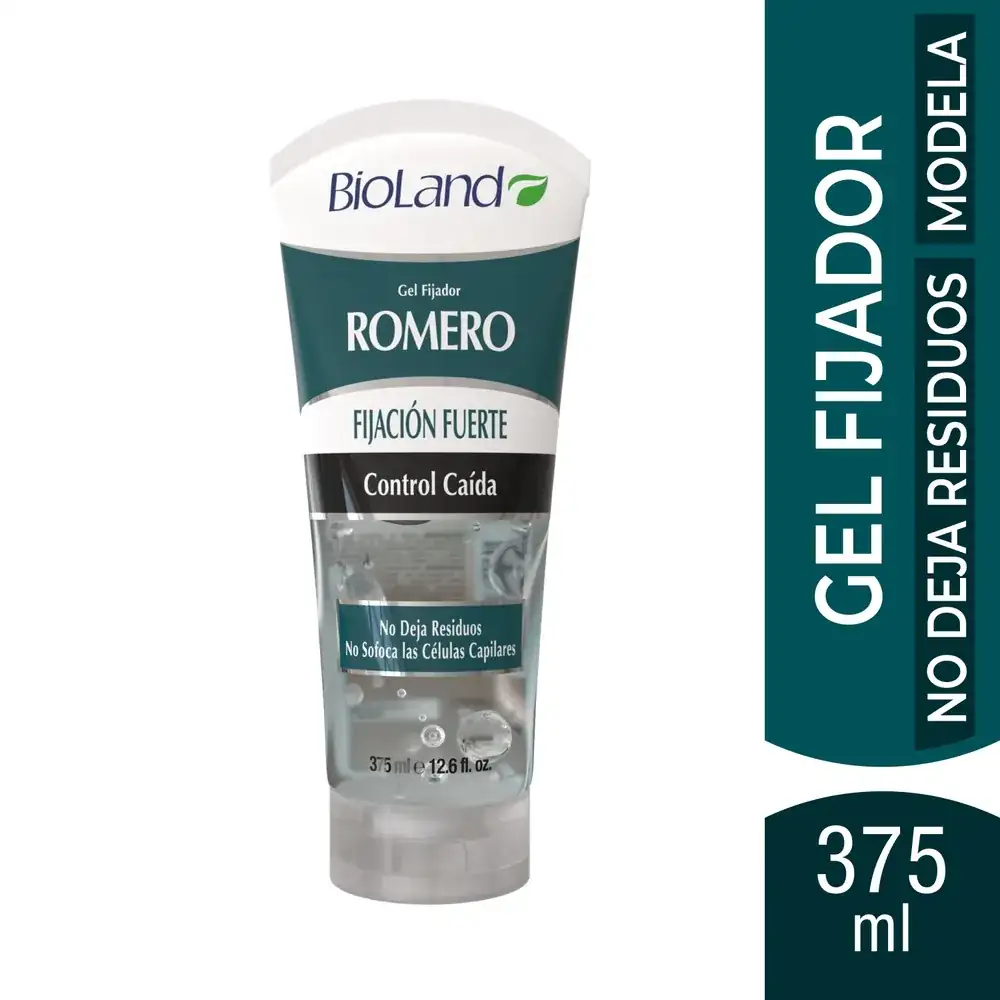 BioLand
Gel Fijador
ROMERO
FIJACIÓN FUERTE
Control Caída
No Deja Residuos
No Sofoca las Células Capilares
375 ml e 12.6 fl. oz.
GEL FIJADOR
NO DEJA RESIDUOS
MODELA
375
ml